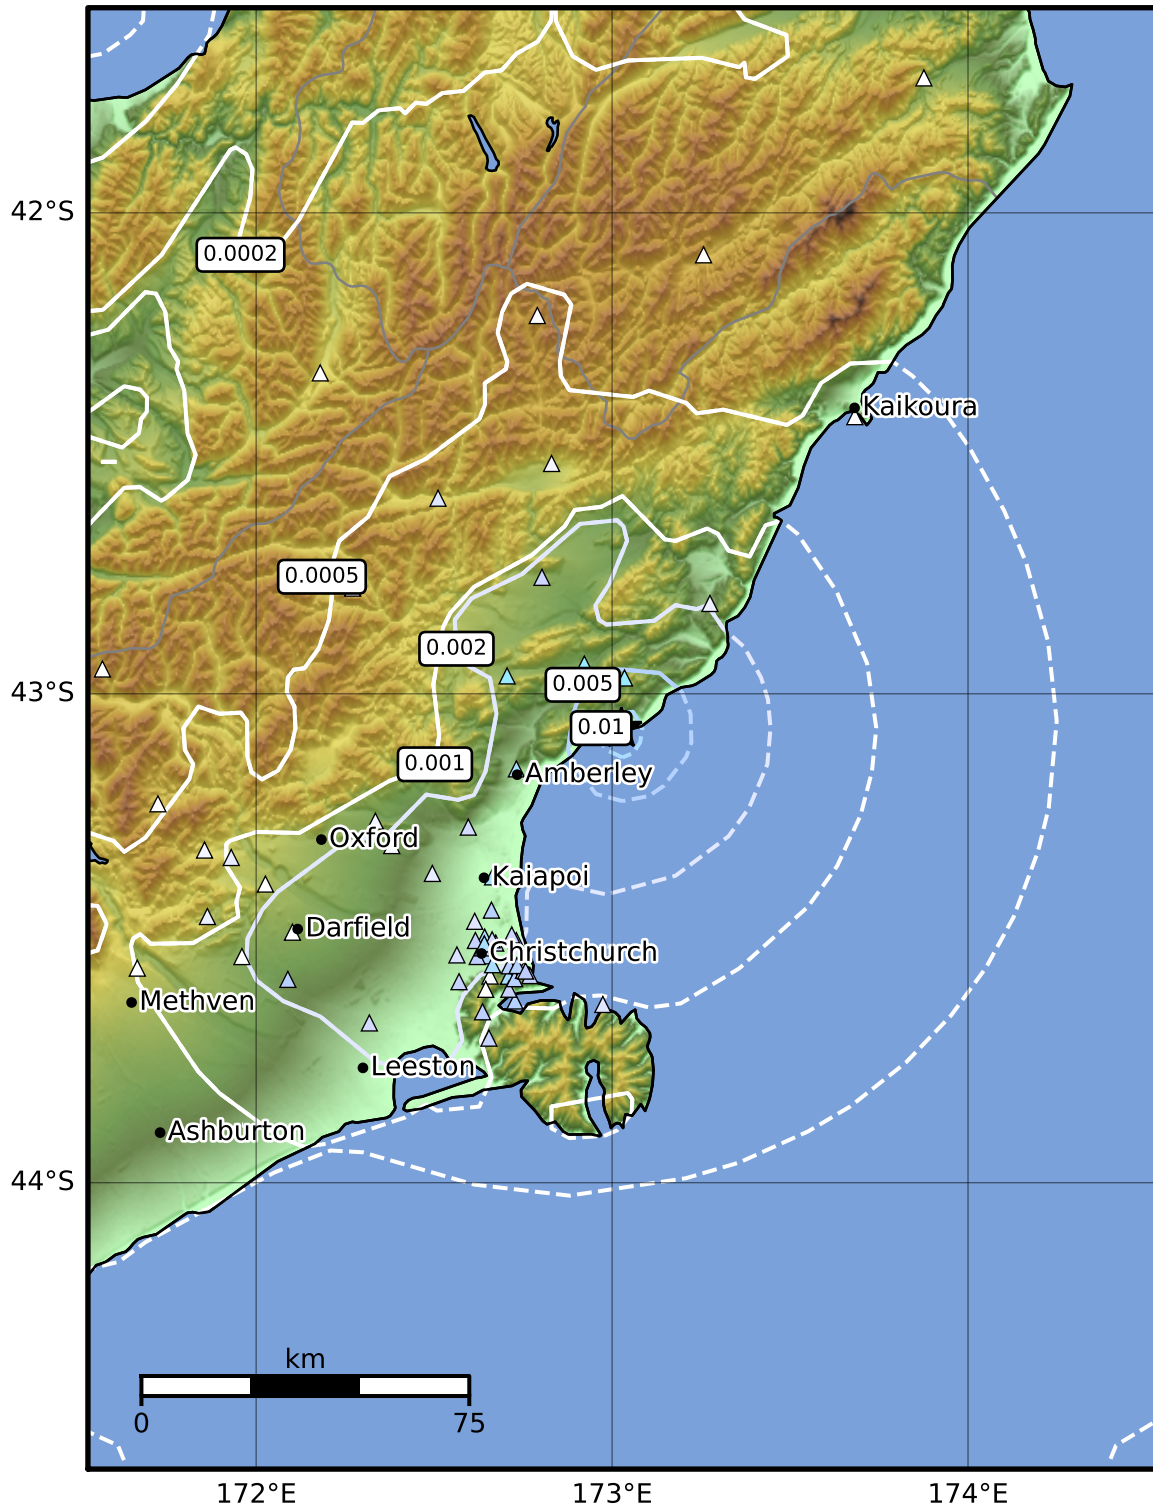 42°S
0.0002
Kaikoura
0.0005
0.002
0.005
43°S
0.01
0.001
Amberley
Oxford
Kaiapoi
Darfield
Christchurch
Methven
Leeston
Ashburton
44°S
km
0 75
172°E 173°E 174°E